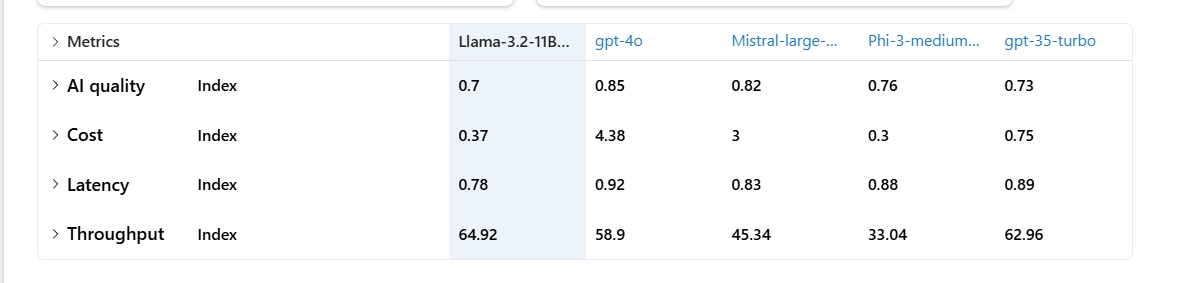 Metrics Llama-3.2-11B... gpt-4o Mistral-large-... Phi-3-medium... gpt-35-turbo
AI quality Index 0.7 0.85 0.82 0.76 0.73
Cost Index 0.37 4.38 3 0.3 0.75
Latency Index 0.78 0.92 0.83 0.88 0.89
Throughput Index 64.92 58.9 45.34 33.04 62.96